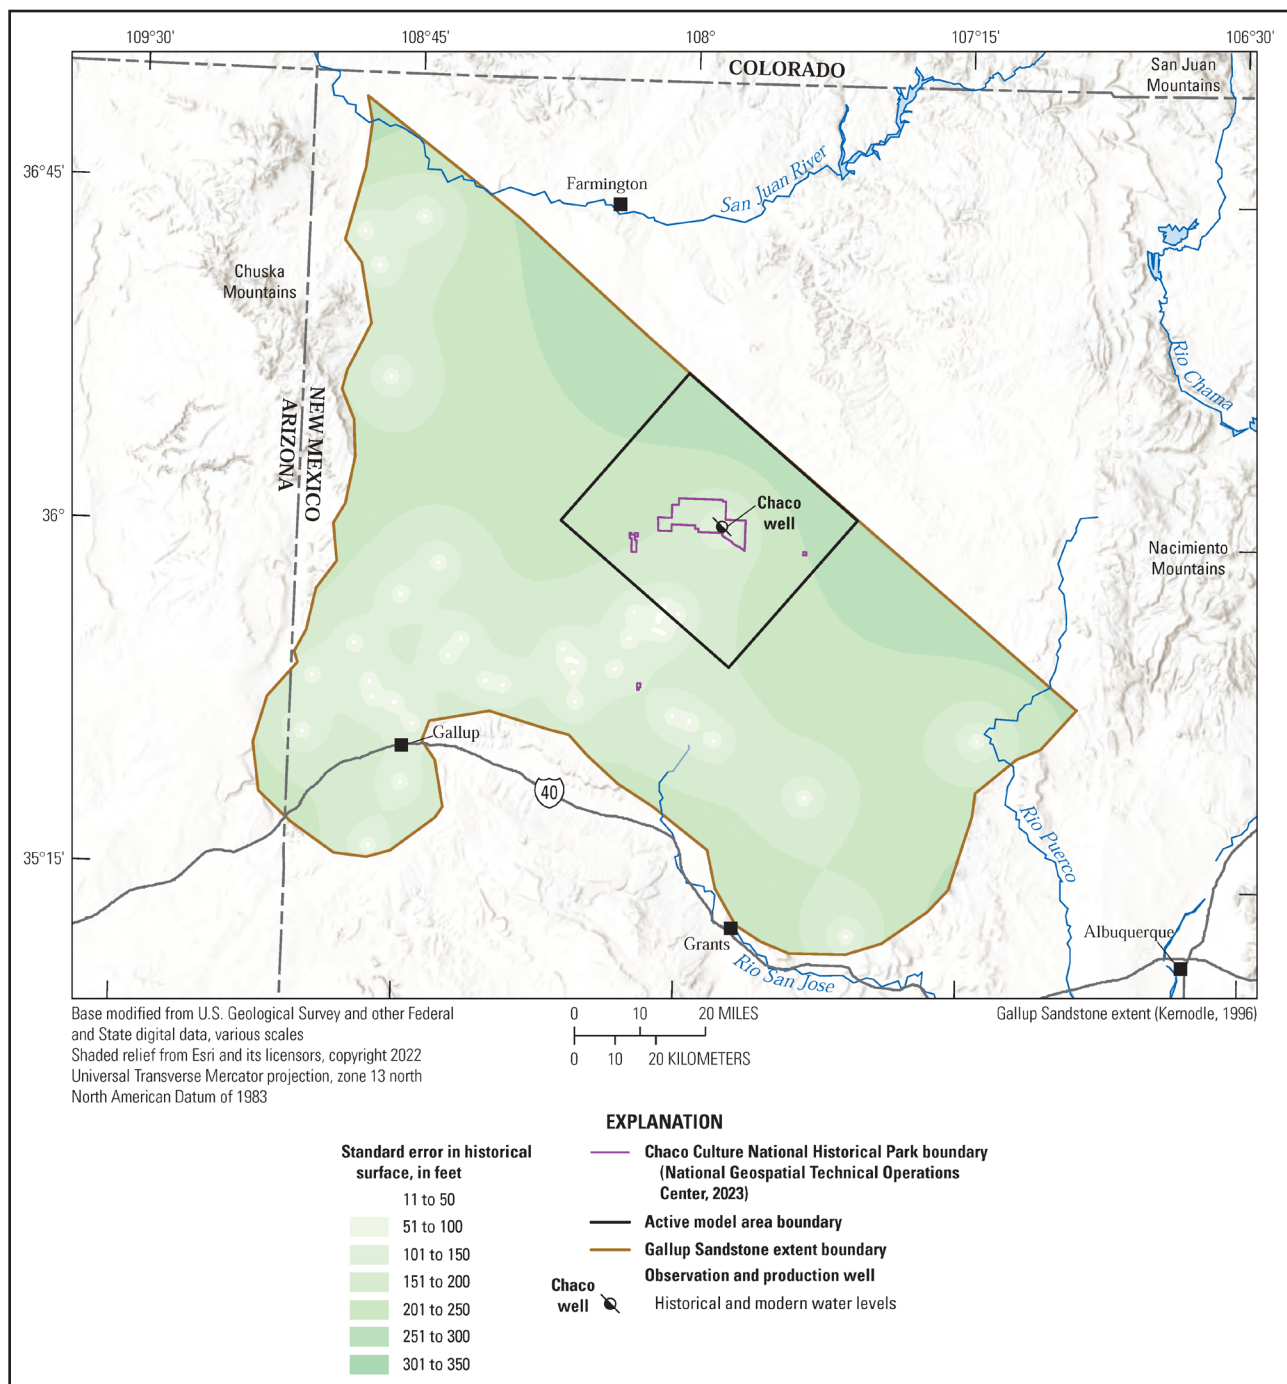 109°30'
108°45'
108°
107°15'
106°30'
COLORADO
San Juan
Mountains
36°45'
Farmington
San Juan River
Chuska
Mountains
Rio Chama
NEW MEXICO
ARIZONA
36°
Chaco
well
Nacimiento
Mountains
Gallup
40
35°15'
Rio Puerco
Grants
Albuquerque
Rio San Jose
Base modified from U.S. Geological Survey and other Federal
and State digital data, various scales
Shaded relief from Esri and its licensors, copyright 2022
Universal Transverse Mercator projection, zone 13 north
North American Datum of 1983
0 10 20 MILES
0 10 20 KILOMETERS
Gallup Sandstone extent (Kernodle, 1996)
EXPLANATION
Standard error in historical
surface, in feet
11 to 50
51 to 100
101 to 150
151 to 200
201 to 250
251 to 300
301 to 350
Chaco Culture National Historical Park boundary
(National Geospatial Technical Operations
Center, 2023)
Active model area boundary
Gallup Sandstone extent boundary
Observation and production well
Chaco
well
Historical and modern water levels